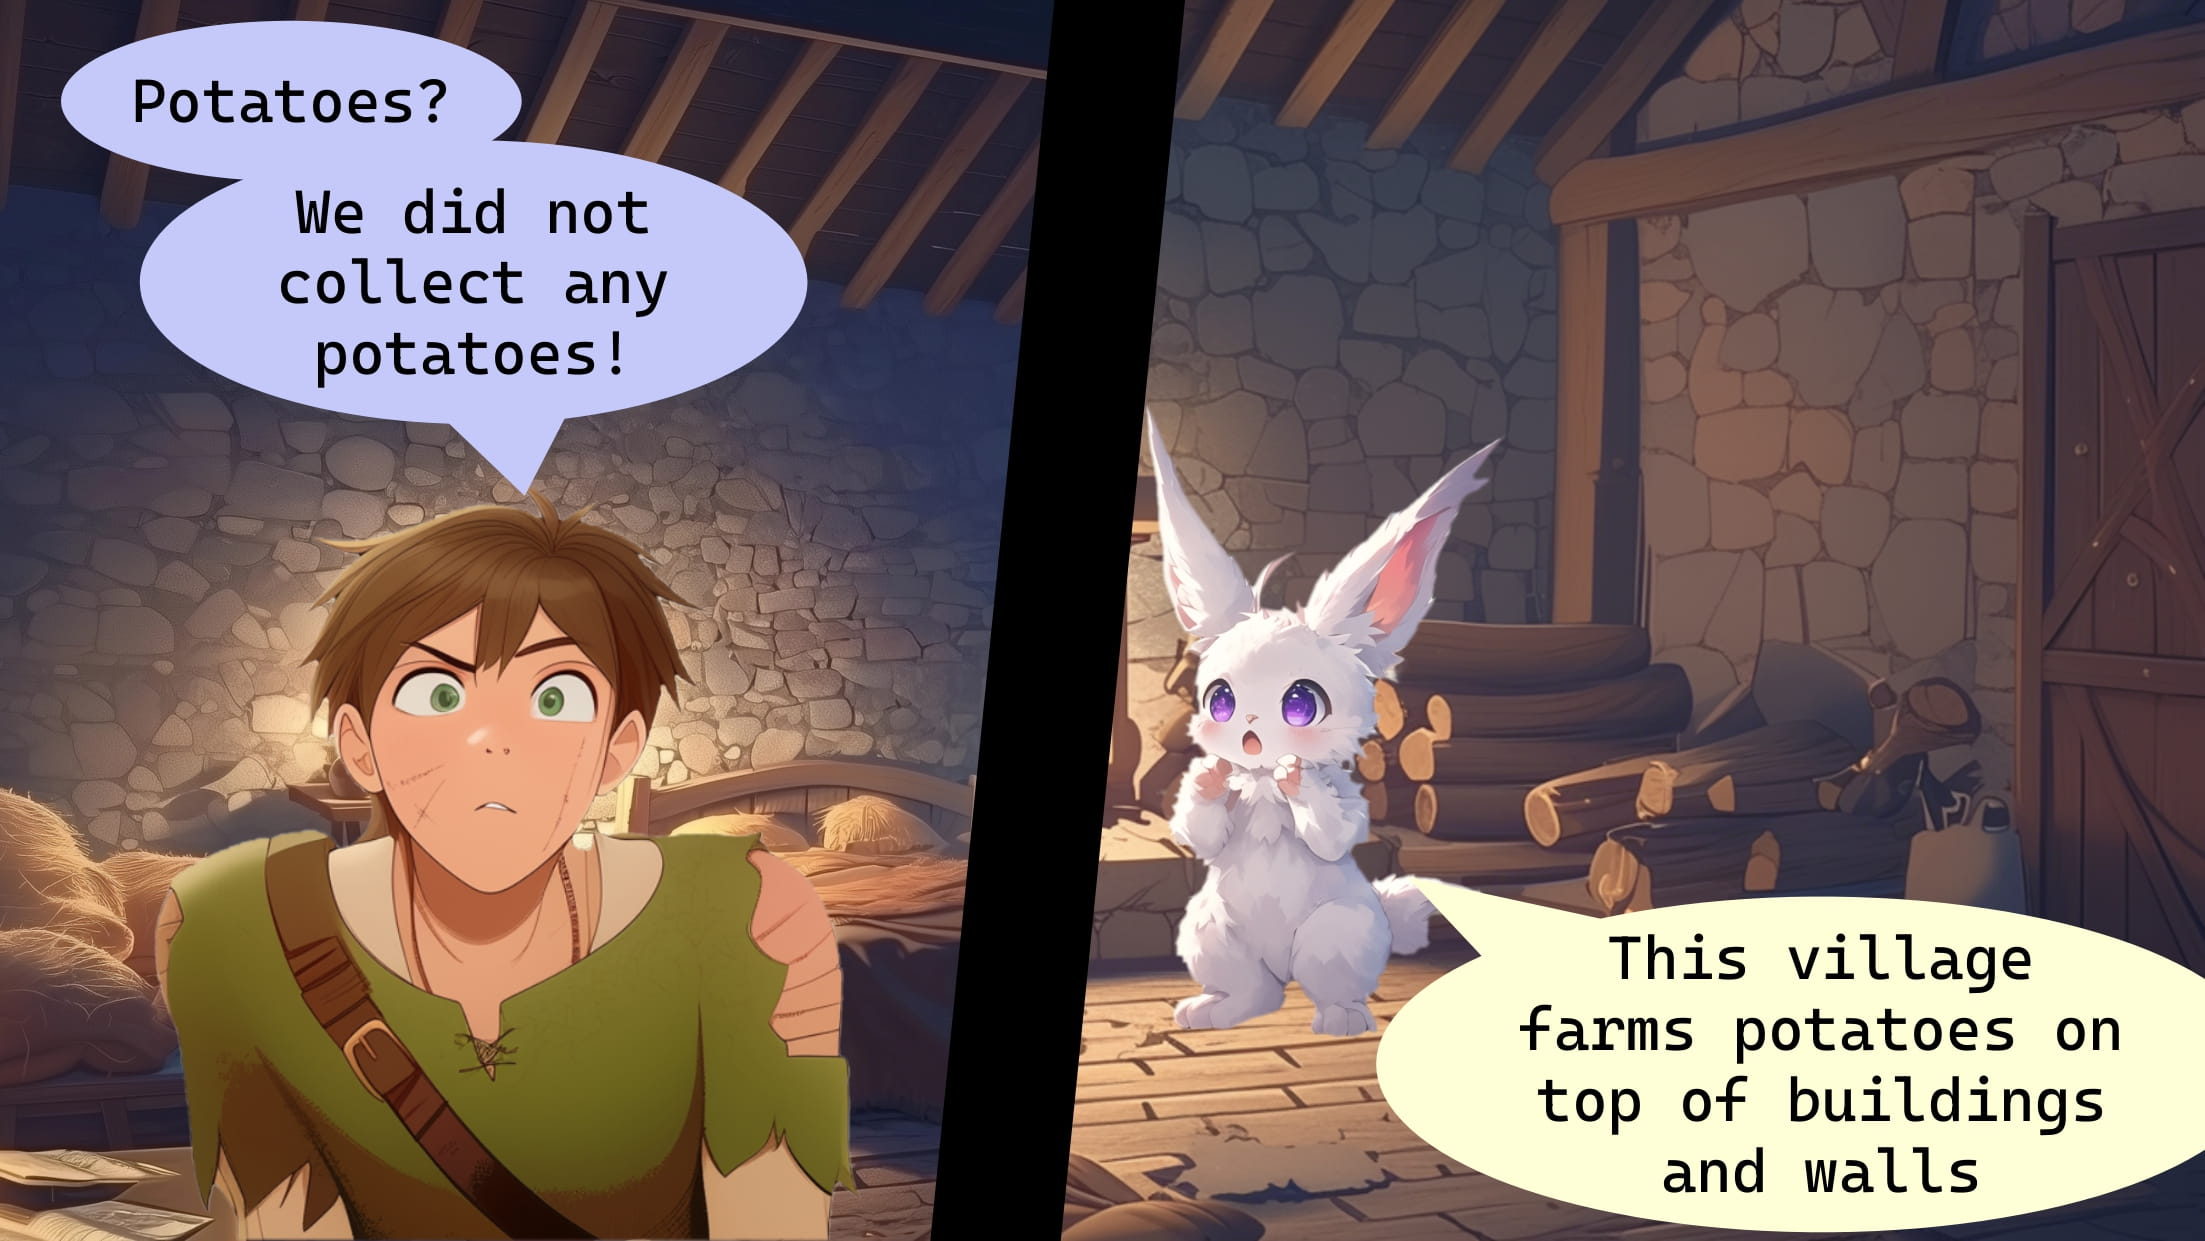 Potatoes?
We did not
collect any
potatoes!
This village
farms potatoes on
top of buildings
and walls